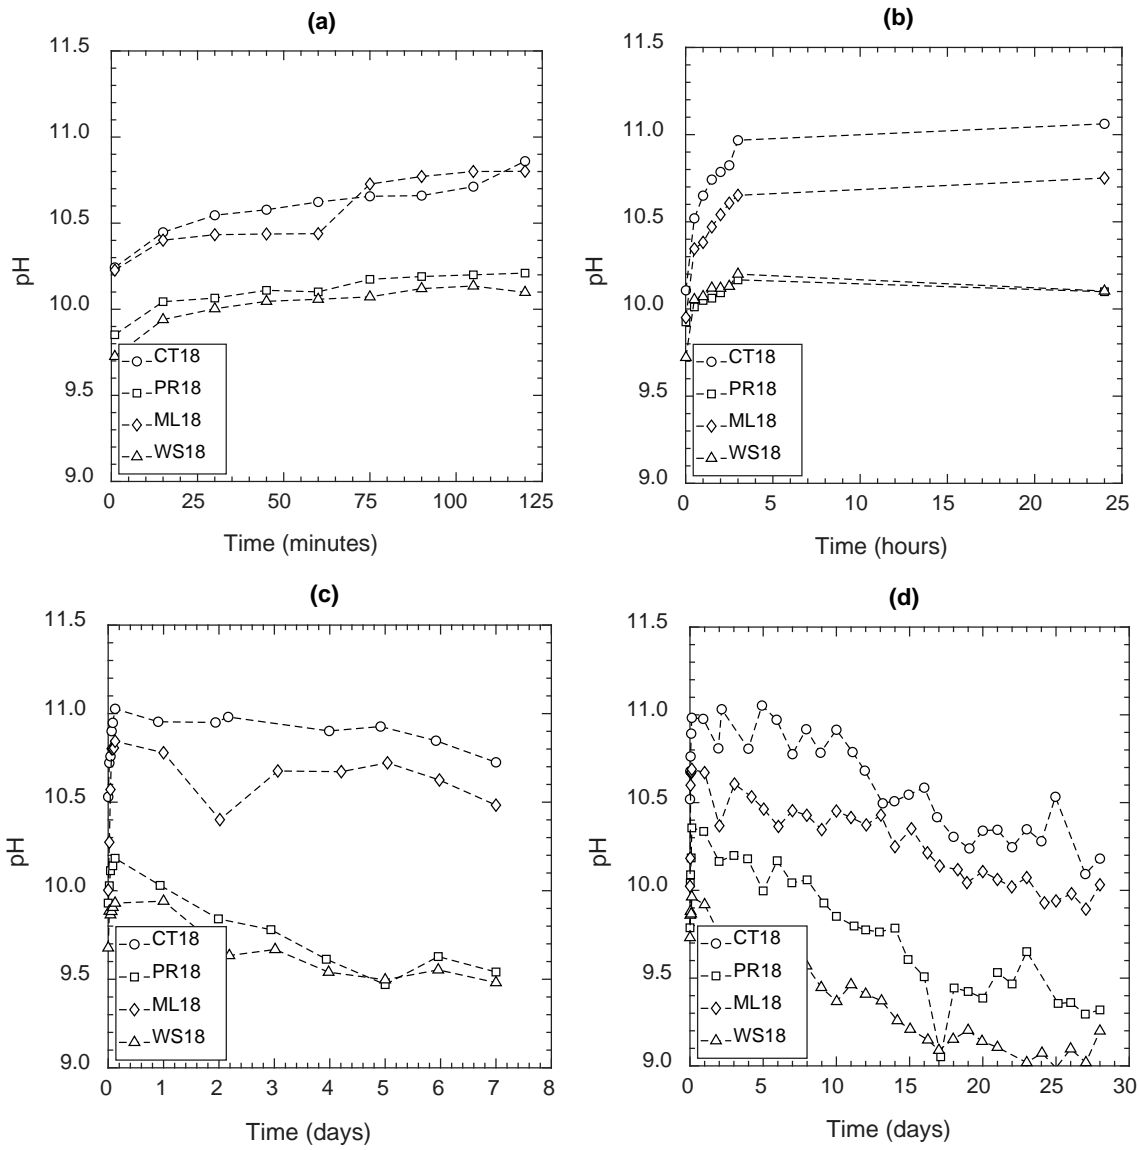 (a)
11.5
11.0
10.5
10.0
9.5
9.0
pH
CT18
PR18
ML18
WS18
0 25 50 75 100 125
Time (minutes)
(b)
11.5
11.0
10.5
10.0
9.5
9.0
pH
CT18
PR18
ML18
WS18
0 5 10 15 20 25
Time (hours)
(c)
11.5
11.0
10.5
10.0
9.5
9.0
pH
CT18
PR18
ML18
WS18
0 1 2 3 4 5 6 7 8
Time (days)
(d)
11.5
11.0
10.5
10.0
9.5
9.0
pH
CT18
PR18
ML18
WS18
0 5 10 15 20 25 30
Time (days)